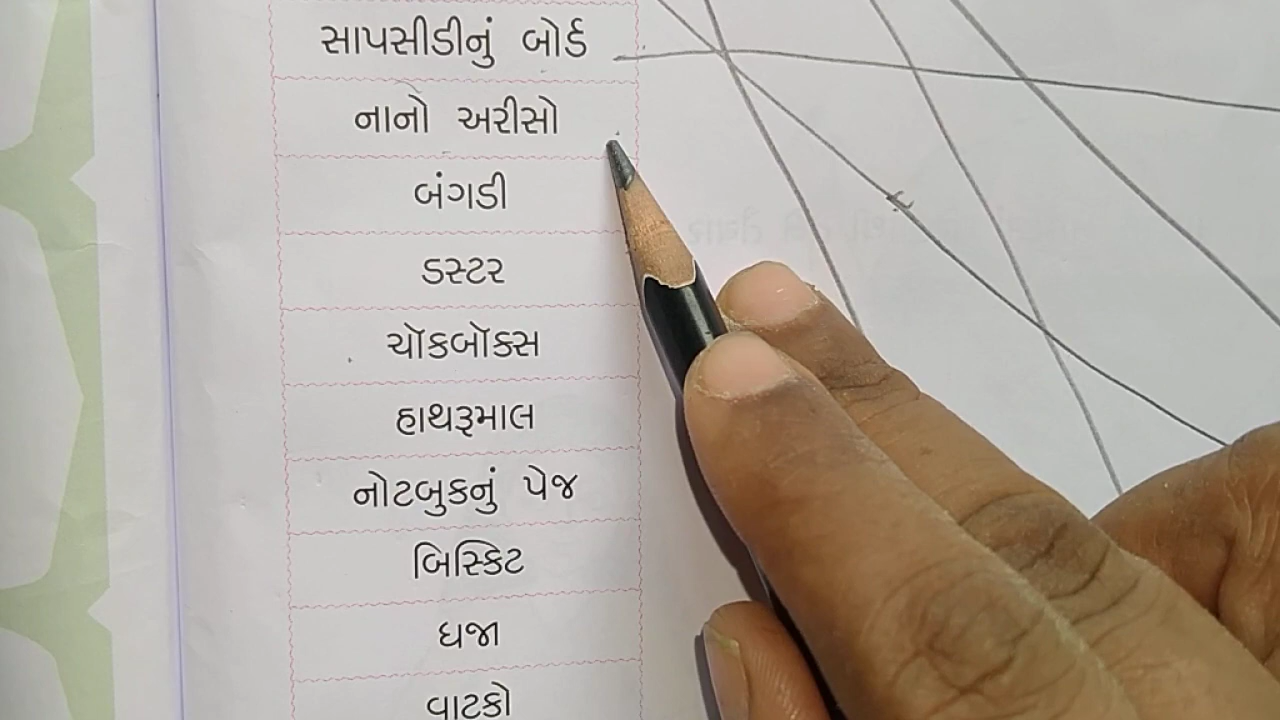 સાપસીડીનું બોર્ડ
નાનો અરીસો
બંગડી
ડસ્ટર
ચૉકબૉક્સ
હાથરૂમાલ
નોટબુકનું પેજ
બિસ્કિટ
ધજા
વાટકો